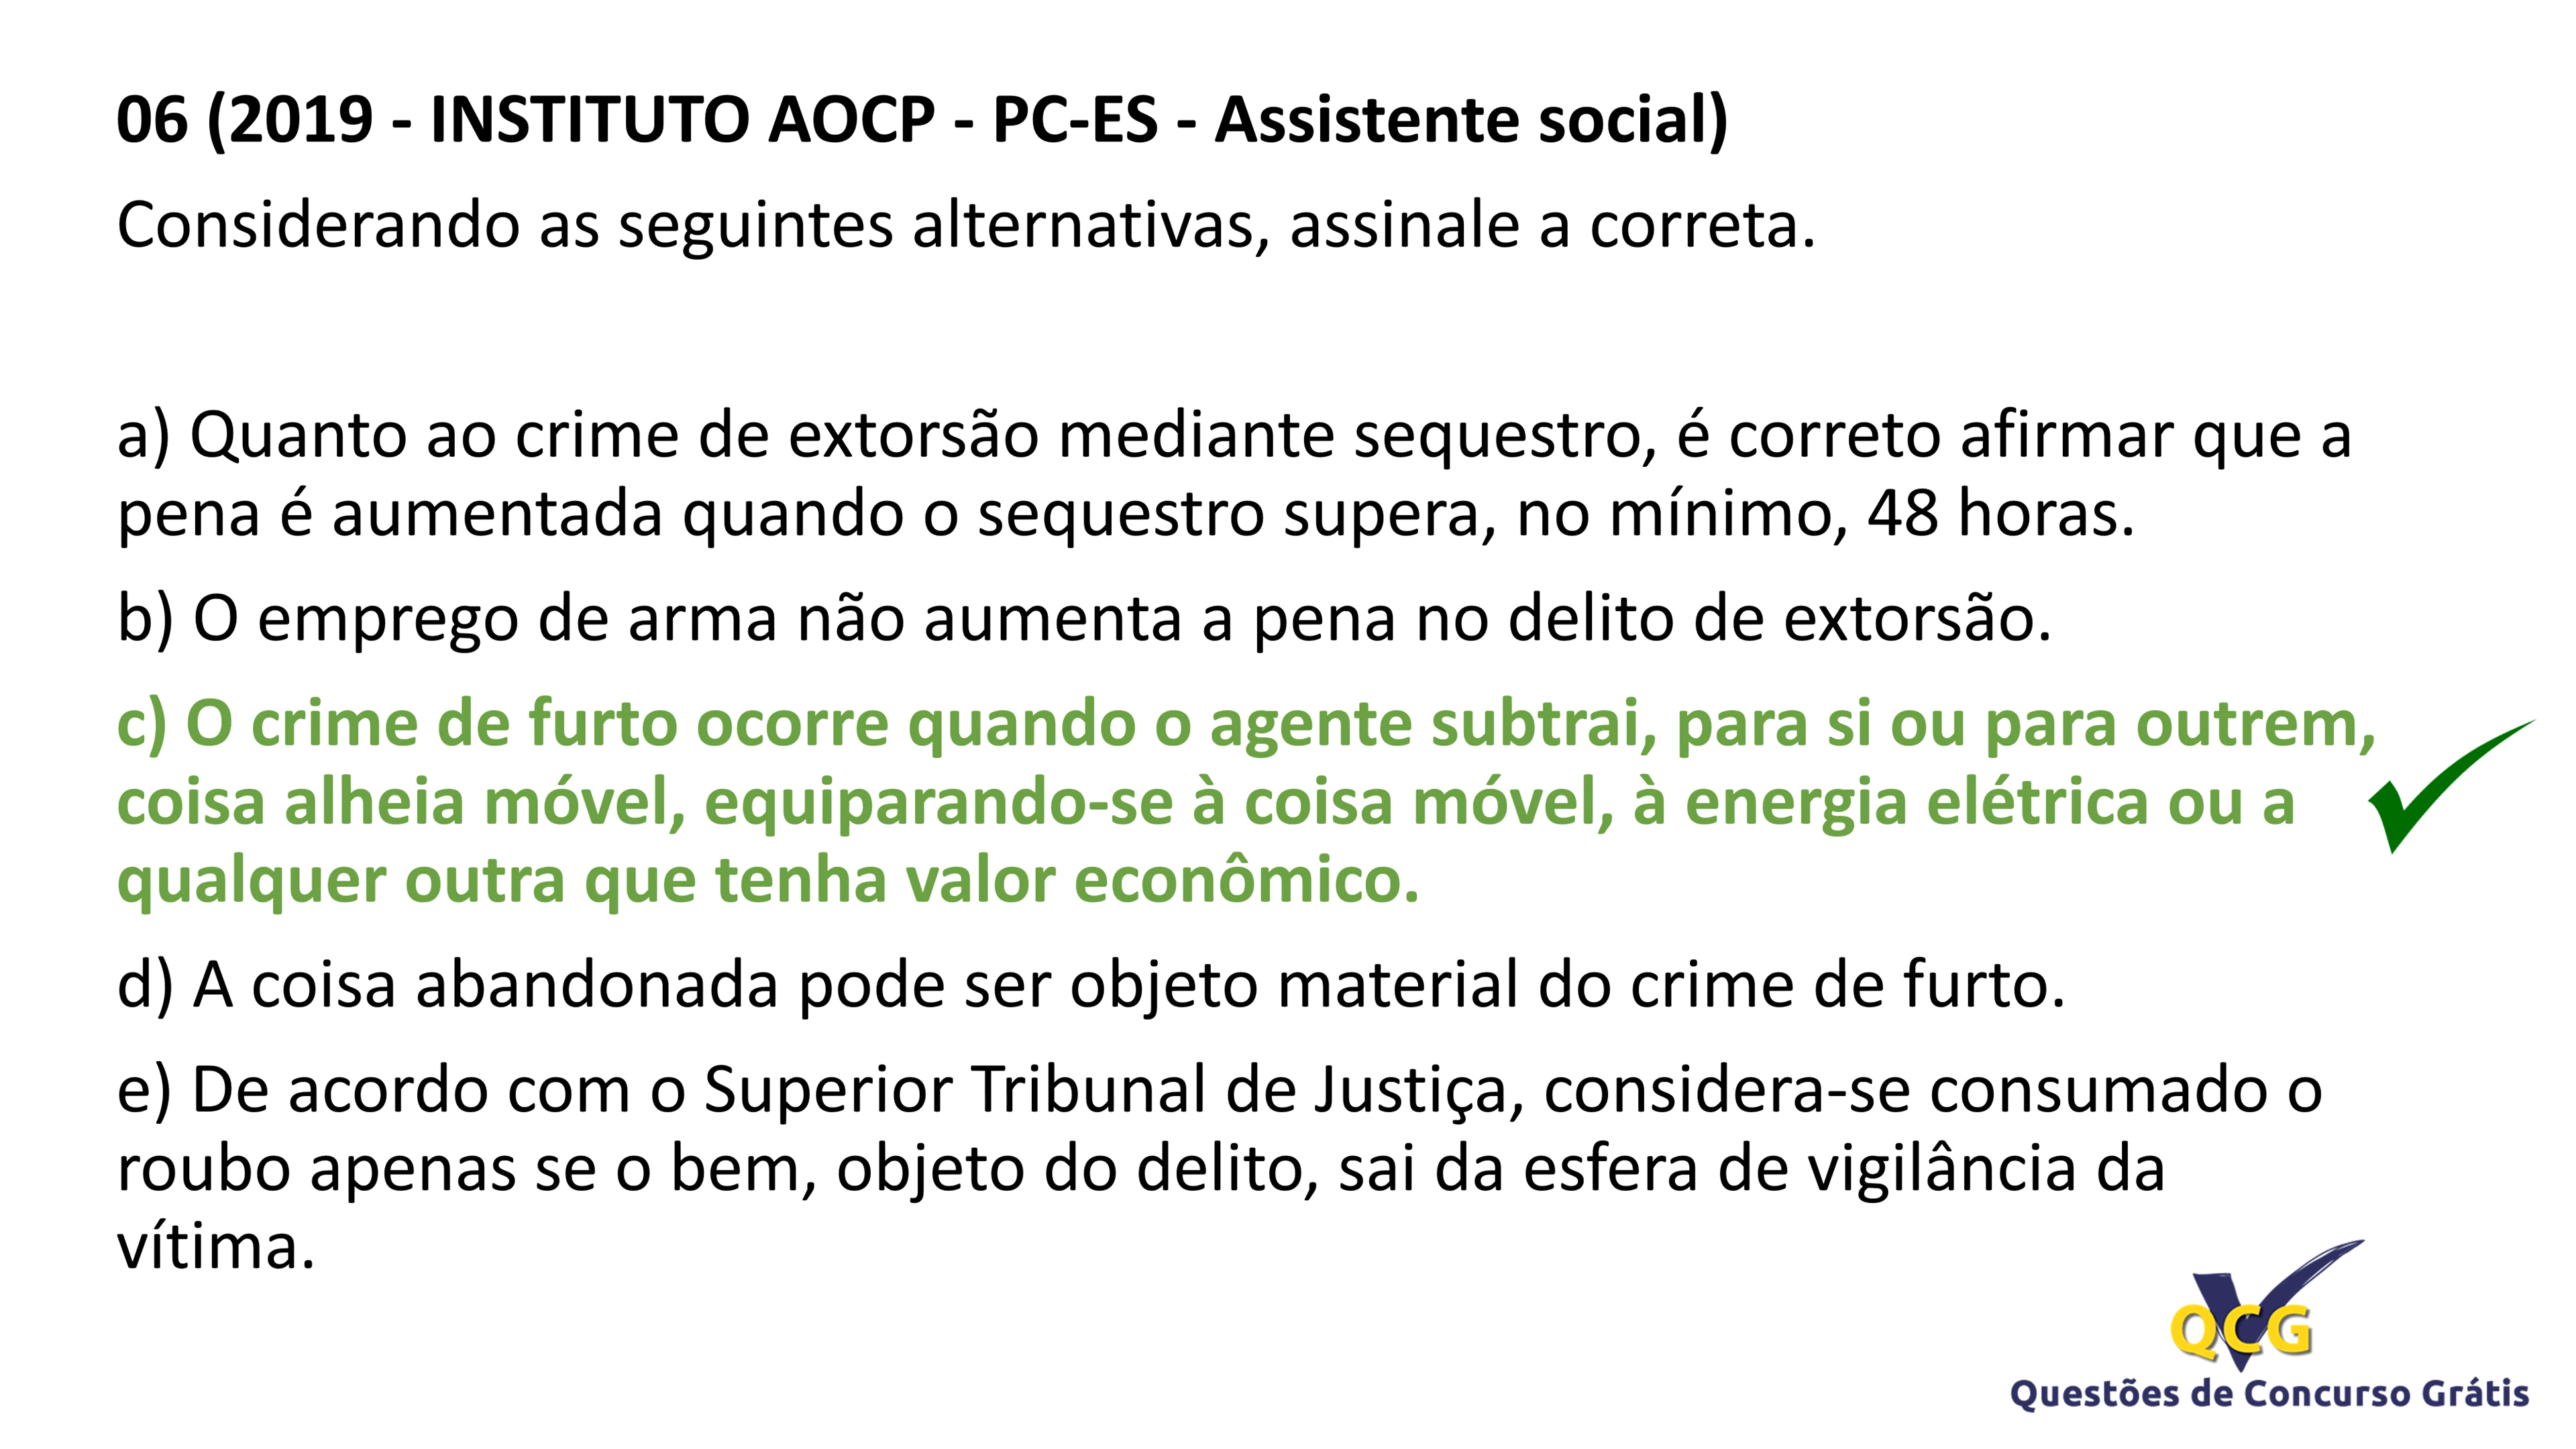 06 (2019 - INSTITUTO AOCP - PC-ES - Assistente social)
Considerando as seguintes alternativas, assinale a correta.
a) Quanto ao crime de extorsão mediante sequestro, é correto afirmar que a
pena é aumentada quando o sequestro supera, no mínimo, 48 horas.
b) O emprego de arma não aumenta a pena no delito de extorsão.
c) O crime de furto ocorre quando o agente subtrai, para si ou para outrem,
coisa alheia móvel, equiparando-se à coisa móvel, à energia elétrica ou a
qualquer outra que tenha valor econômico.
d) A coisa abandonada pode ser objeto material do crime de furto.
e) De acordo com o Superior Tribunal de Justiça, considera-se consumado o
roubo apenas se o bem, objeto do delito, sai da esfera de vigilância da
vítima.
QCG
Questões de Concurso Grátis